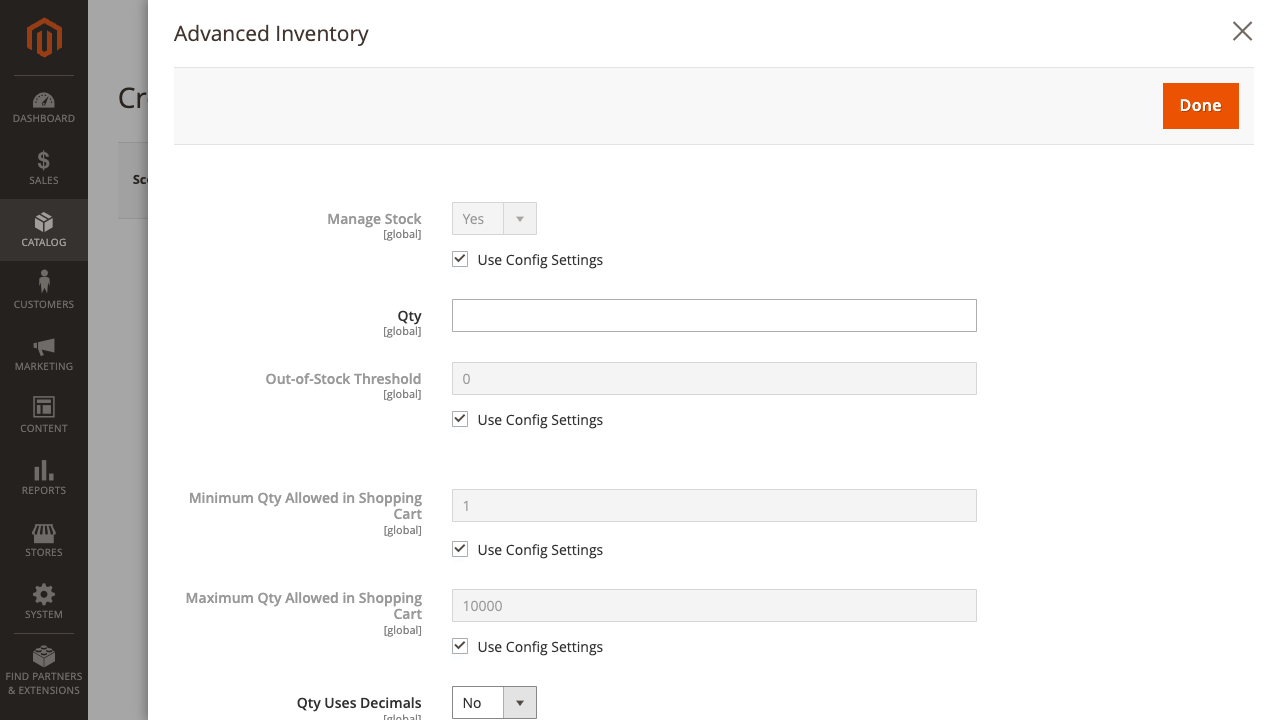 Advanced Inventory
Done
DASHBOARD
SALES
CATALOG
CUSTOMERS
MARKETING
CONTENT
REPORTS
STORES
SYSTEM
FIND PARTNERS
& EXTENSIONS
Cr
Sc
Manage Stock
[global]
Yes
Use Config Settings
Qty
[global]
Out-of-Stock Threshold
[global]
0
Use Config Settings
Minimum Qty Allowed in Shopping
Cart
[global]
1
Use Config Settings
Maximum Qty Allowed in Shopping
Cart
[global]
10000
Use Config Settings
Qty Uses Decimals
[global]
No